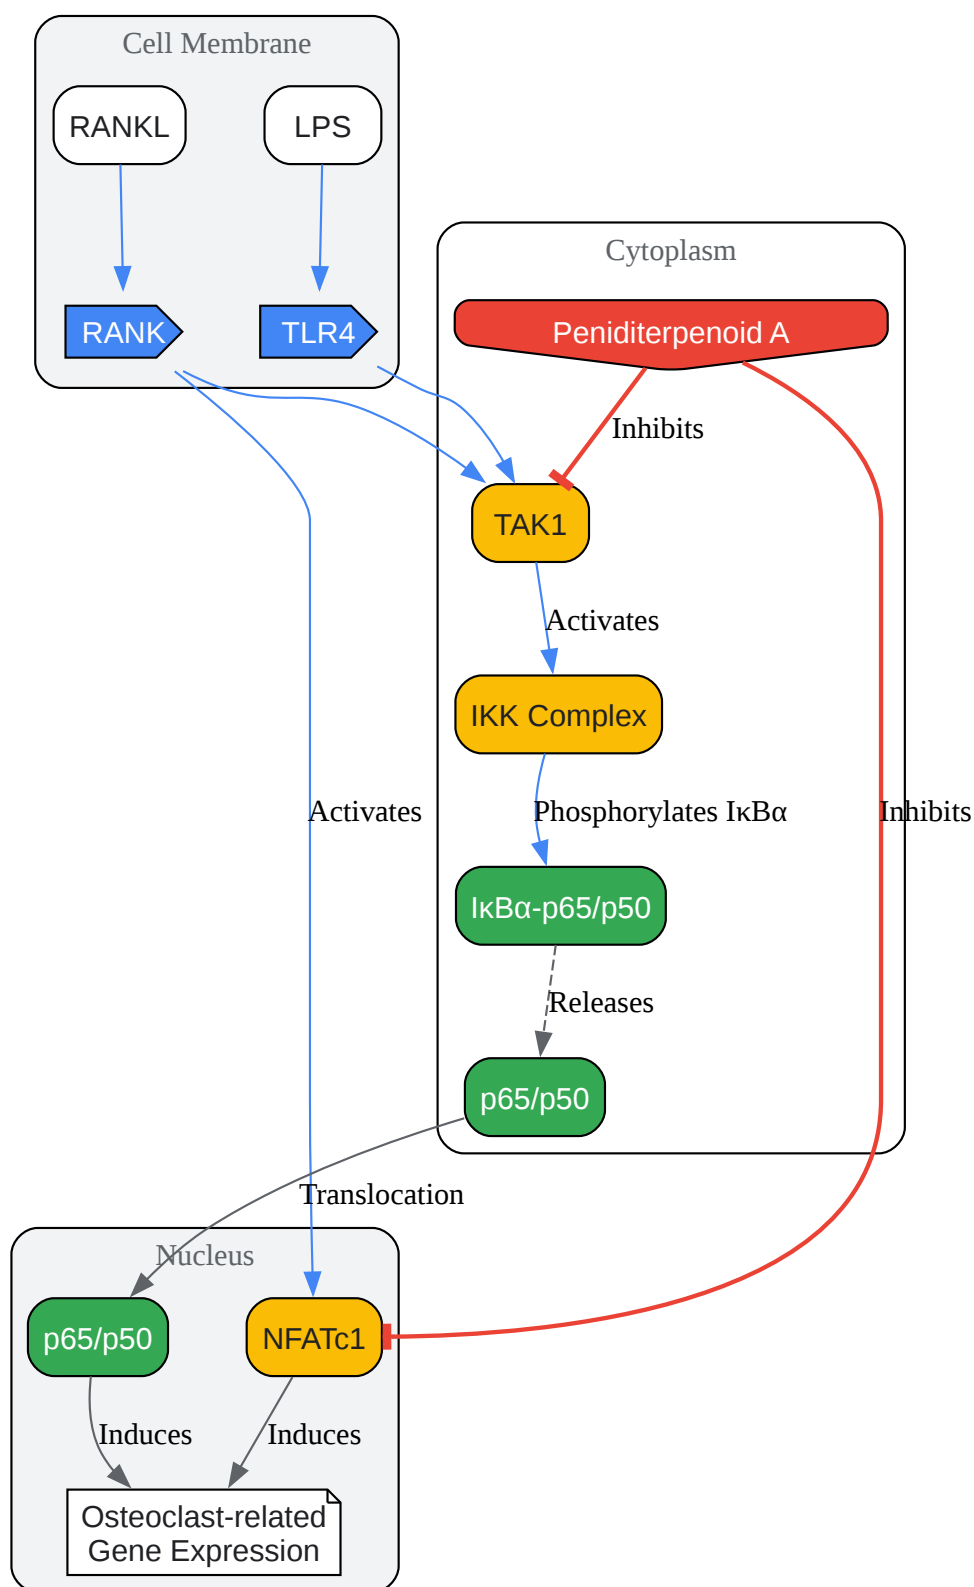 Cell Membrane
RANKL
LPS
Cytoplasm
RANK
TLR4
Peniditerpenoid A
Inhibits
TAK1
Activates
IKK Complex
Activates
Phosphorylates IκBα
Inhibits
IκBα-p65/p50
Releases
p65/p50
Translocation
Nucleus
p65/p50
NFATc1
Induces
Induces
Osteoclast-related
Gene Expression